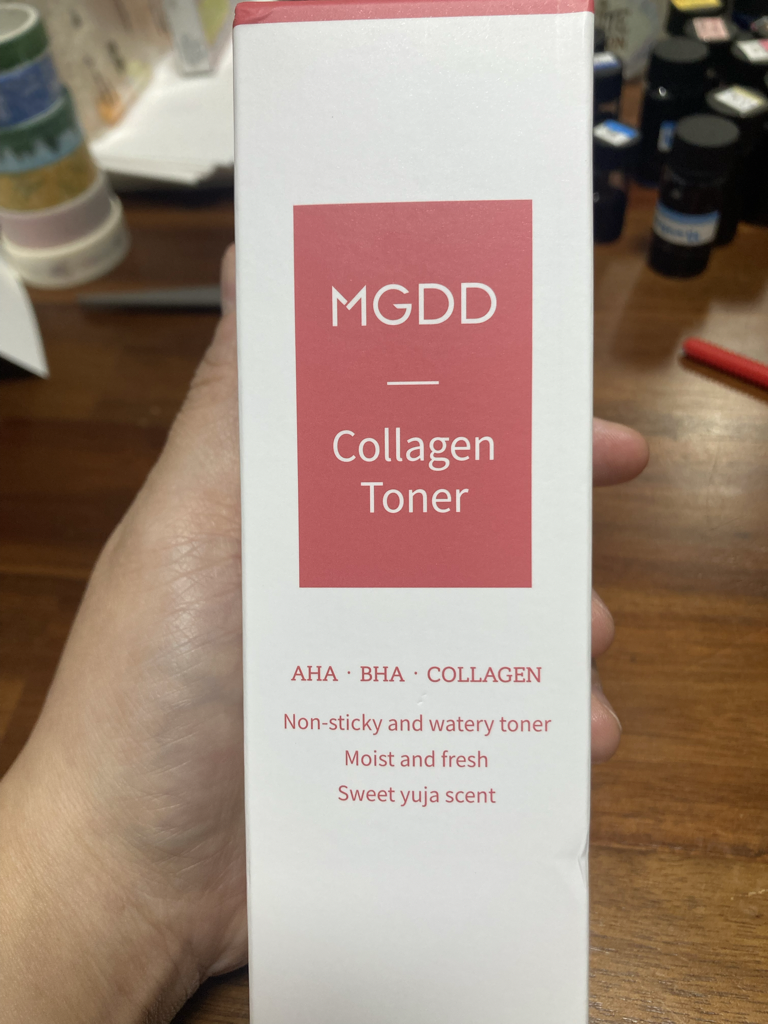 MGDD
Collagen
Toner
AHA · BHA · COLLAGEN
Non-sticky and watery toner
Moist and fresh
Sweet yuja scent